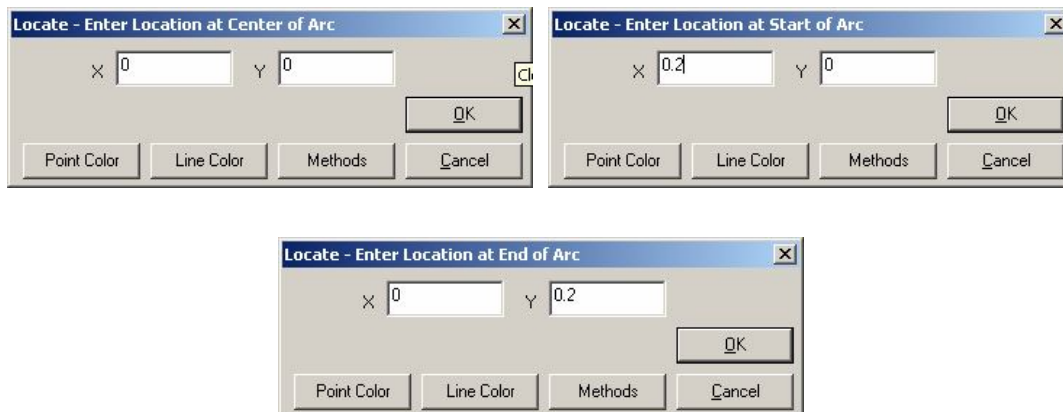 Locate - Enter Location at Center of Arc
X 0 Y 0
OK
Point Color Line Color Methods Cancel
Locate - Enter Location at Start of Arc
X 0.2 Y 0
OK
Point Color Line Color Methods Cancel
Locate - Enter Location at End of Arc
X 0 Y 0.2
OK
Point Color Line Color Methods Cancel